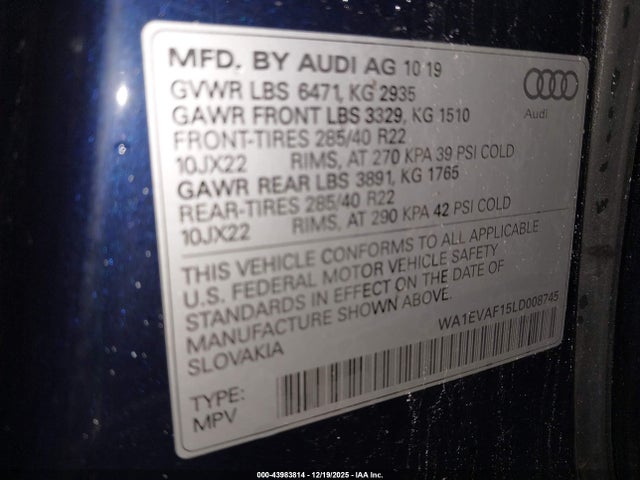 MFD. BY AUDI AG 10 19
GVWR LBS 6471, KG 2935
GAWR FRONT LBS 3329, KG 1510
FRONT-TIRES 285/40 R22
10JX22 RIMS, AT 270 KPA 39 PSI COLD
GAWR REAR LBS 3891, KG 1765
REAR-TIRES 285/40 R22
10JX22 RIMS, AT 290 KPA 42 PSI COLD
Audi
THIS VEHICLE CONFORMS TO ALL APPLICABLE
U.S. FEDERAL MOTOR VEHICLE SAFETY
STANDARDS IN EFFECT ON THE DATE OF
MANUFACTURE SHOWN ABOVE.
SLOVAKIA
WA1EVAF15LD008745
TYPE:
MPV
000-43983814 - 12/19/2025 - IAA Inc.